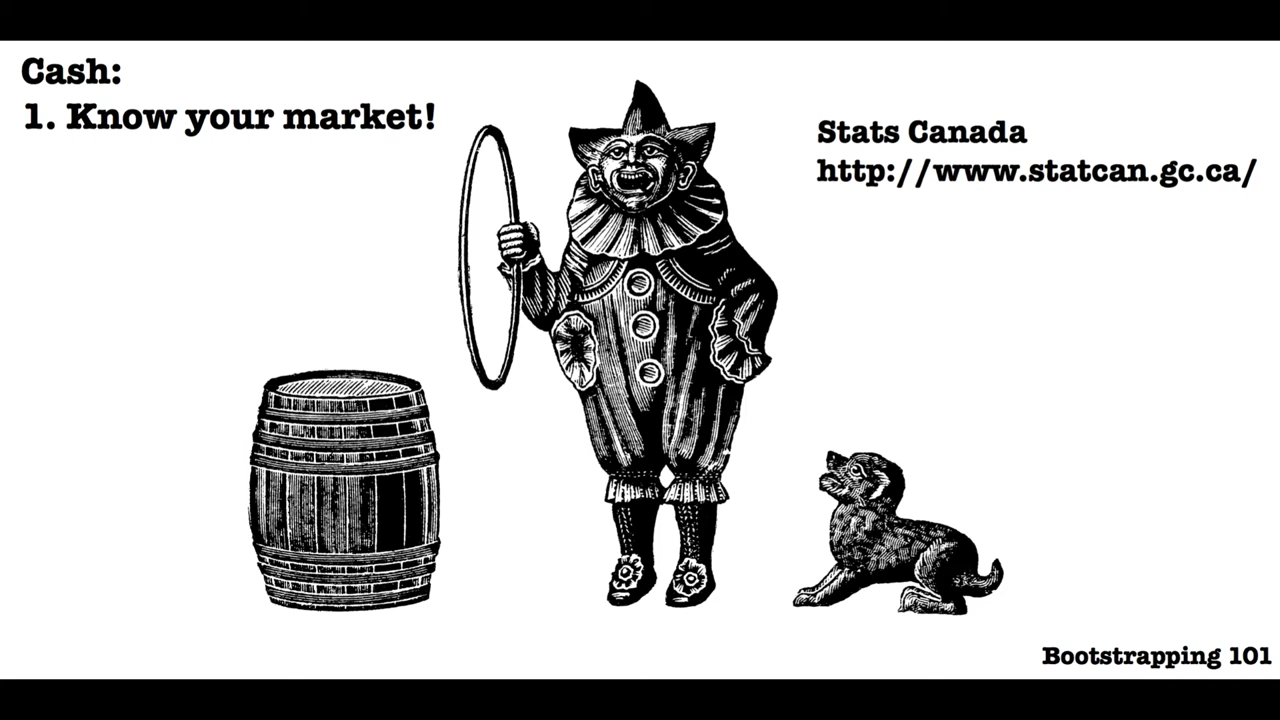 Cash:
1. Know your market!
Stats Canada
http://www.statcan.gc.ca/
Bootstrapping 101